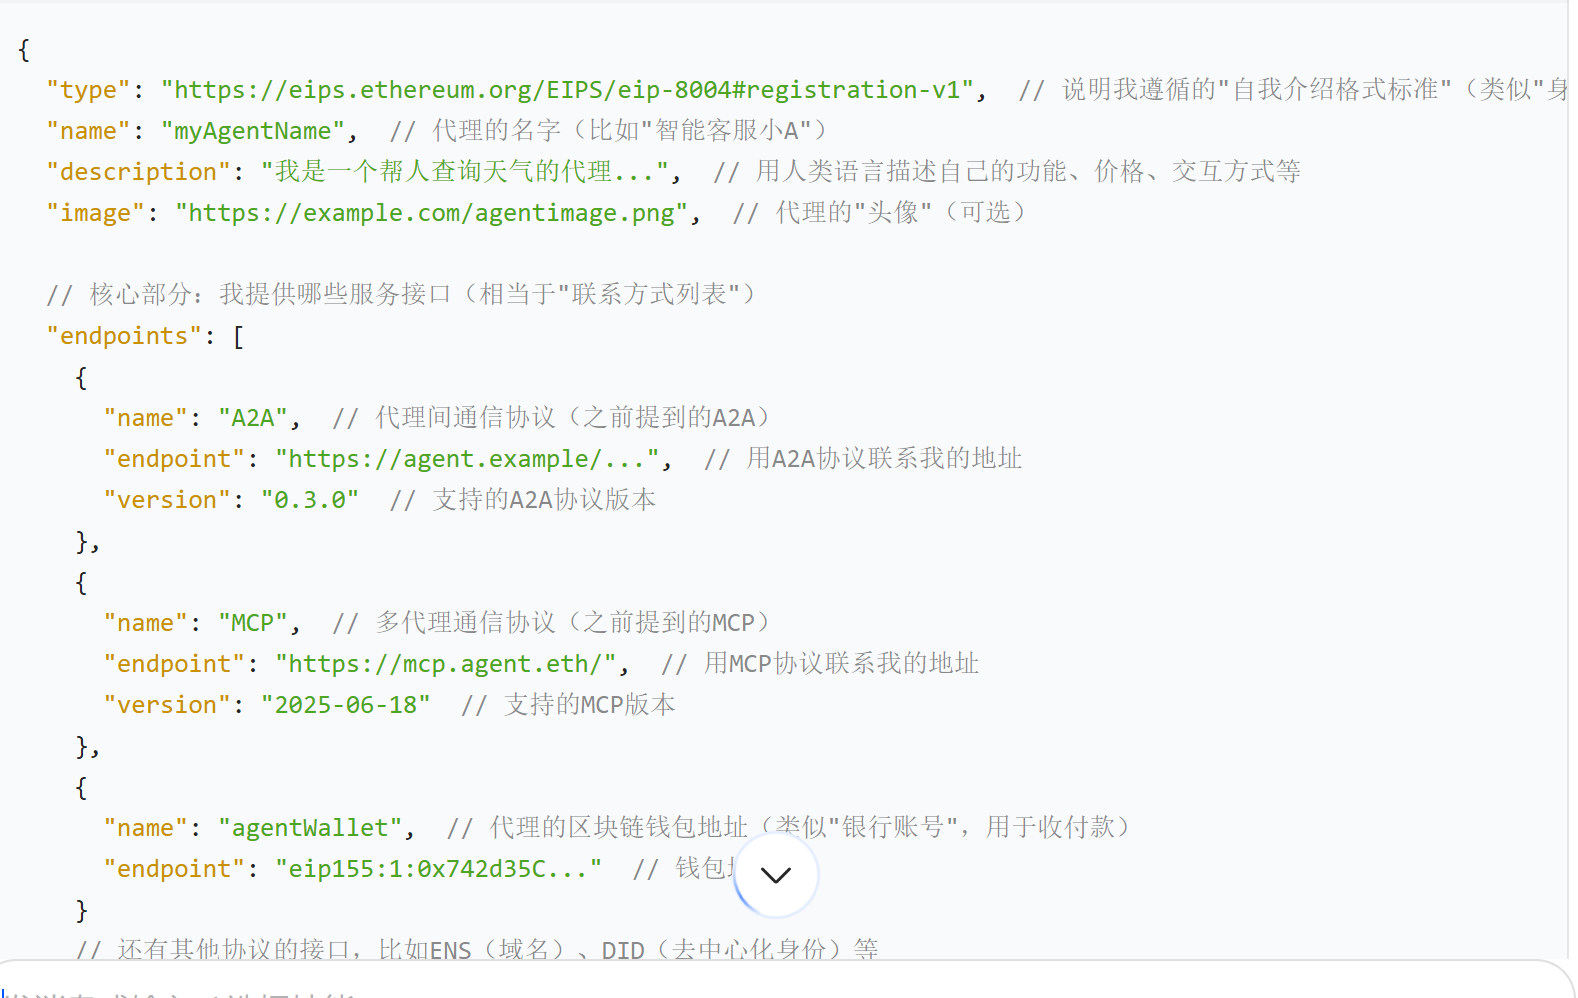 {
"type": "https://eips.ethereum.org/EIPS/eip-8004#registration-v1",  // 说明我遵循的"自我介绍格式标准"（类似"身
"name": "myAgentName",  // 代理的名字（比如"智能客服小A"）
"description": "我是一个帮人查询天气的代理...",  // 用人类语言描述自己的功能、价格、交互方式等
"image": "https://example.com/agentimage.png",  // 代理的"头像"（可选）
// 核心部分：我提供哪些服务接口（相当于"联系方式列表"）
"endpoints": [
{
"name": "A2A",  // 代理间通信协议（之前提到的A2A）
"endpoint": "https://agent.example/...",  // 用A2A协议联系我的地址
"version": "0.3.0"  // 支持的A2A协议版本
},
{
"name": "MCP",  // 多代理通信协议（之前提到的MCP）
"endpoint": "https://mcp.agent.eth/",  // 用MCP协议联系我的地址
"version": "2025-06-18"  // 支持的MCP版本
},
{
"name": "agentWallet",  // 代理的区块链钱包地址（类似"银行账号"，用于收付款）
"endpoint": "eip155:1:0x742d35C..."  // 钱包
}
// 还有其他协议的接口，比如ENS（域名）、DID（去中心化身份）等